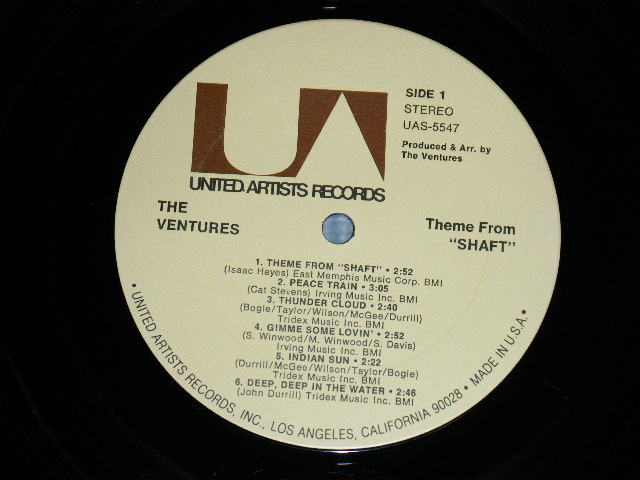 UA
UNITED ARTISTS RECORDS
SIDE 1
STEREO
UAS-5547
Produced & Arr. by
The Ventures
THE
VENTURES
Theme From
"SHAFT"
1. THEME FROM "SHAFT" • 2:52
(Isaac Hayes) East Memphis Music Corp. BMI
2. PEACE TRAIN • 3:05
(Cat Stevens) Irving Music Inc. BMI
3. THUNDER CLOUD • 2:40
(Bogle/Taylor/Wilson/McGee/Durrill)
Tridex Music Inc. BMI
4. GIMME SOME LOVIN' • 2:52
(S. Winwood/M. Winwood/S. Davis)
Irving Music Inc. BMI
5. INDIAN SUN • 2:22
(Durrill/McGee/Wilson/Taylor/Bogle)
Tridex Music Inc. BMI
6. DEEP, DEEP IN THE WATER • 2:46
(John Durrill) Tridex Music Inc. BMI
• UNITED ARTISTS RECORDS, INC., LOS ANGELES, CALIFORNIA 90028 • MADE IN U.S.A. •